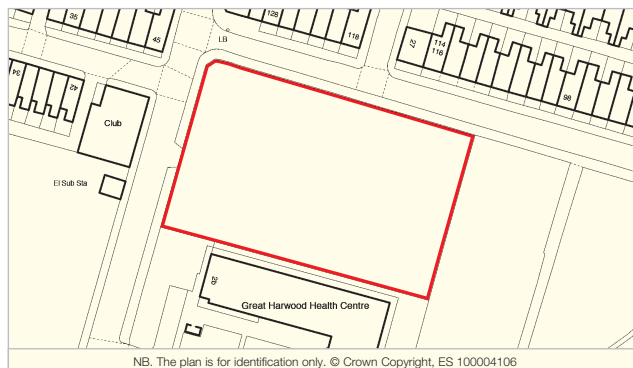 128
35
LB
118
45
27
114
116
34
42
98
Club
El Sub Sta
2b
Great Harwood Health Centre
NB. The plan is for identification only. © Crown Copyright, ES 100004106